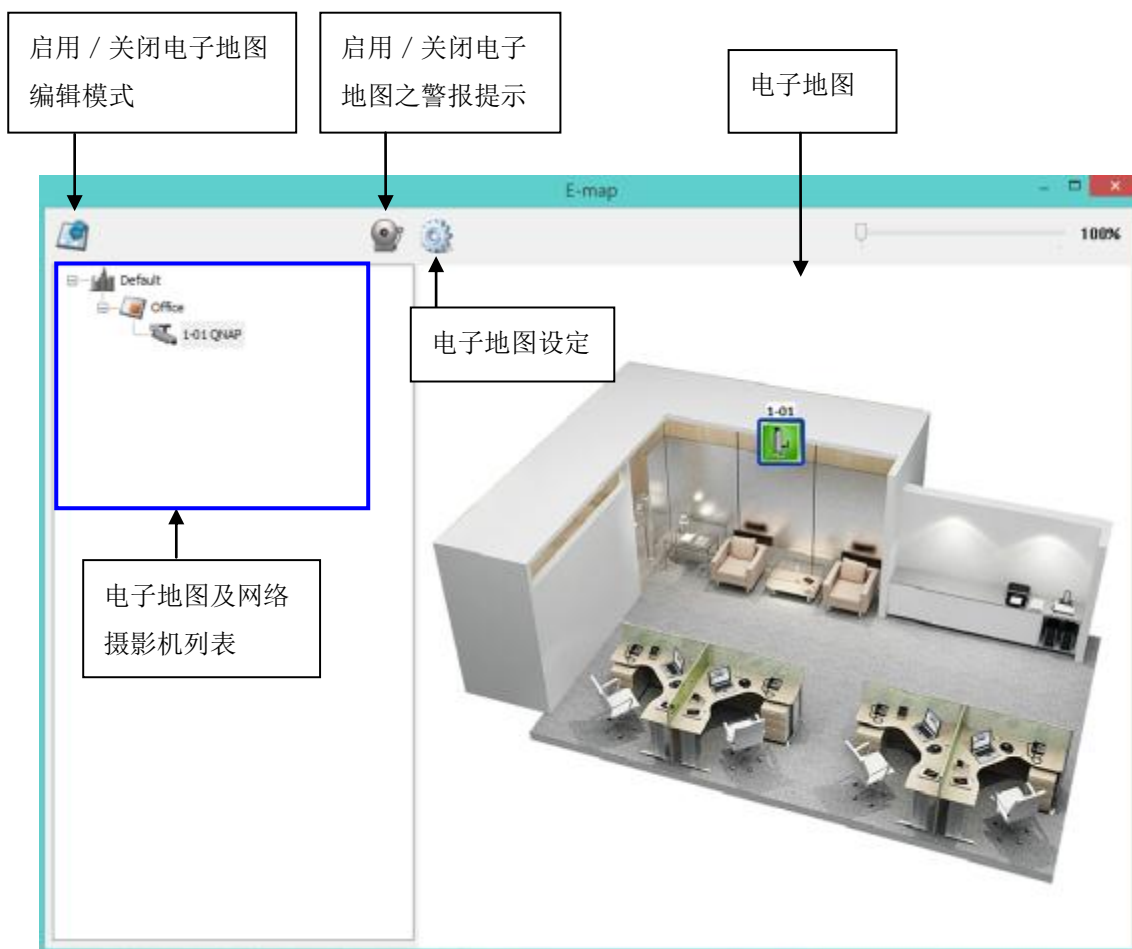 启用 / 关闭电子地图
编辑模式
启用 / 关闭电子
地图之警报提示
电子地图
E-map
100%
Default
Office
1-01 QNAP
电子地图设定
1-01
电子地图及网络
摄影机列表